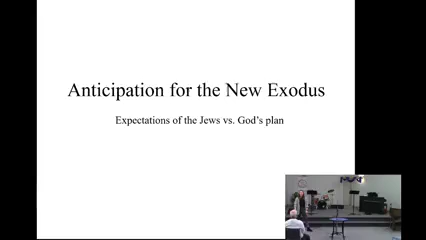 Anticipation for the New Exodus
Expectations of the Jews vs. God's plan